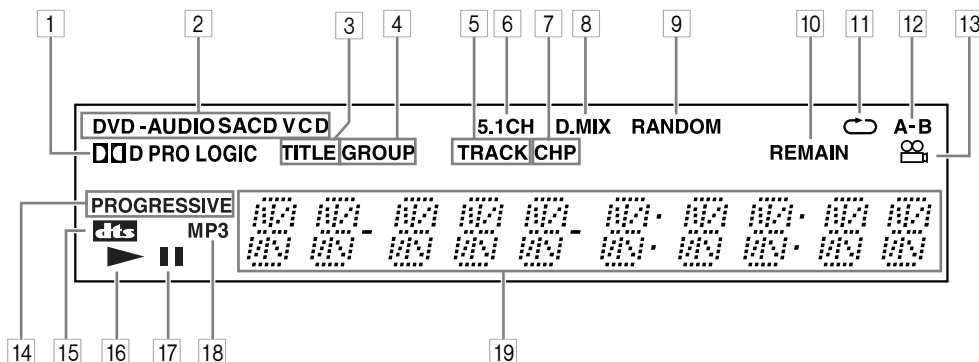 1 2 3 4 5 6 7 8 9 10 11 12 13
DVD -AUDIO SACD VCD 5.1CH D.MIX RANDOM A-B
D PRO LOGIC TITLE GROUP TRACK CHP REMAIN
PROGRESSIVE
dts MP3
14 15 16 17 18 19